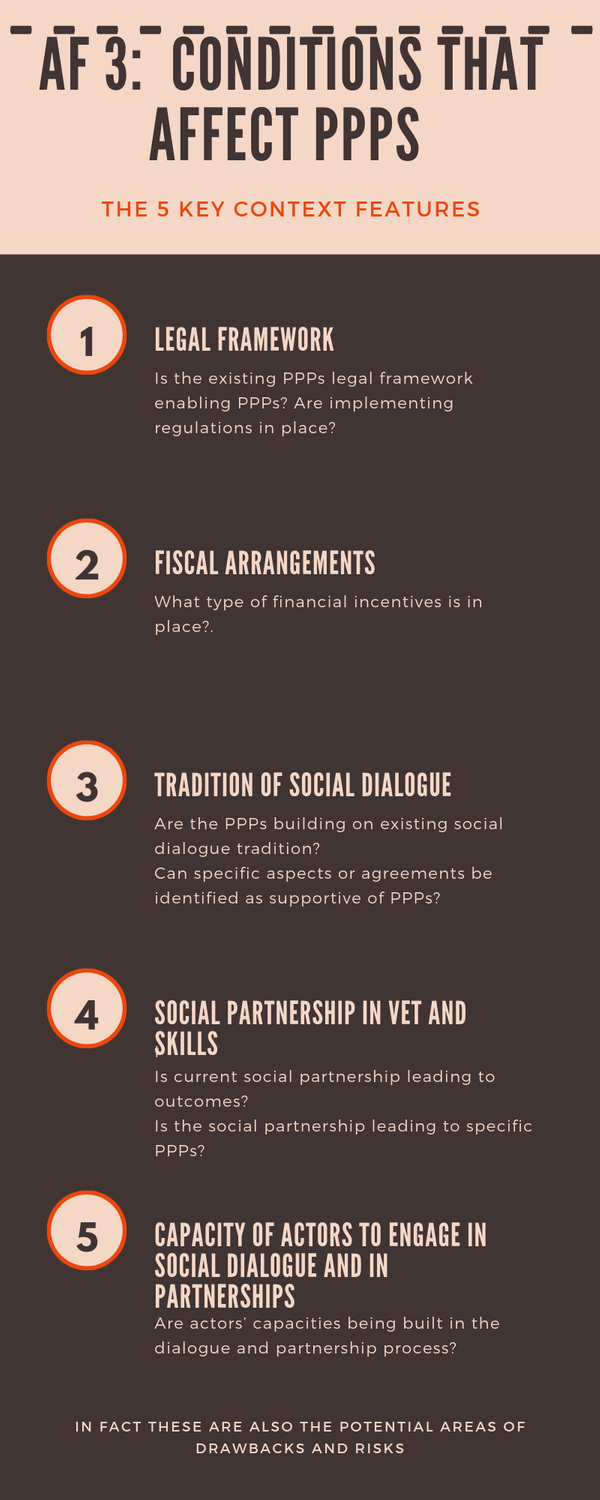 AF 3: CONDITIONS THAT
AFFECT PPPS
THE 5 KEY CONTEXT FEATURES
1
LEGAL FRAMEWORK
Is the existing PPPs legal framework
enabling PPPs? Are implementing
regulations in place?
2
FISCAL ARRANGEMENTS
What type of financial incentives is in
place?.
3
TRADITION OF SOCIAL DIALOGUE
Are the PPPs building on existing social
dialogue tradition?
Can specific aspects or agreements be
identified as supportive of PPPs?
4
SOCIAL PARTNERSHIP IN VET AND
SKILLS
Is current social partnership leading to
outcomes?
Is the social partnership leading to specific
PPPs?
5
CAPACITY OF ACTORS TO ENGAGE IN
SOCIAL DIALOGUE AND IN
PARTNERSHIPS
Are actors' capacities being built in the
dialogue and partnership process?
IN FACT THESE ARE ALSO THE POTENTIAL AREAS OF
DRAWBACKS AND RISKS